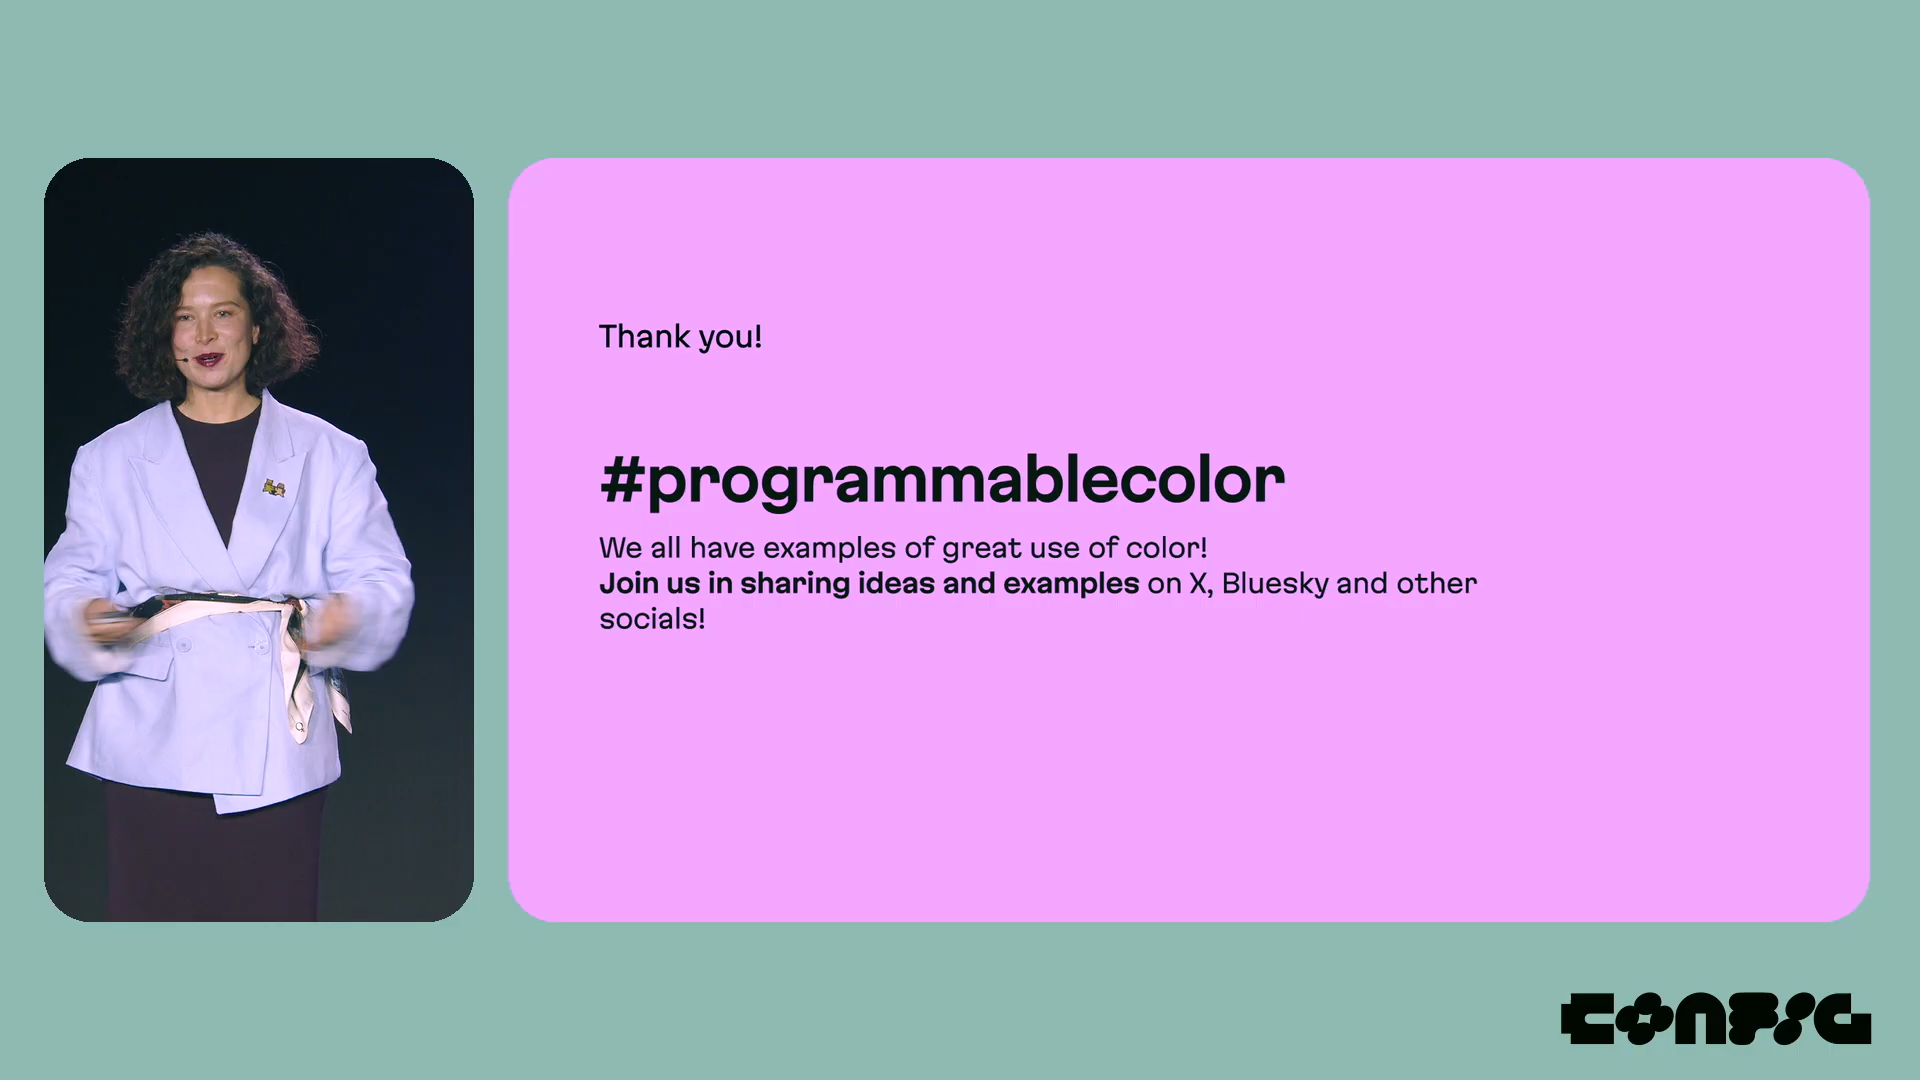 Thank you!
#programmablecolor
We all have examples of great use of color!
Join us in sharing ideas and examples on X, Bluesky and other
socials!
CONFIG